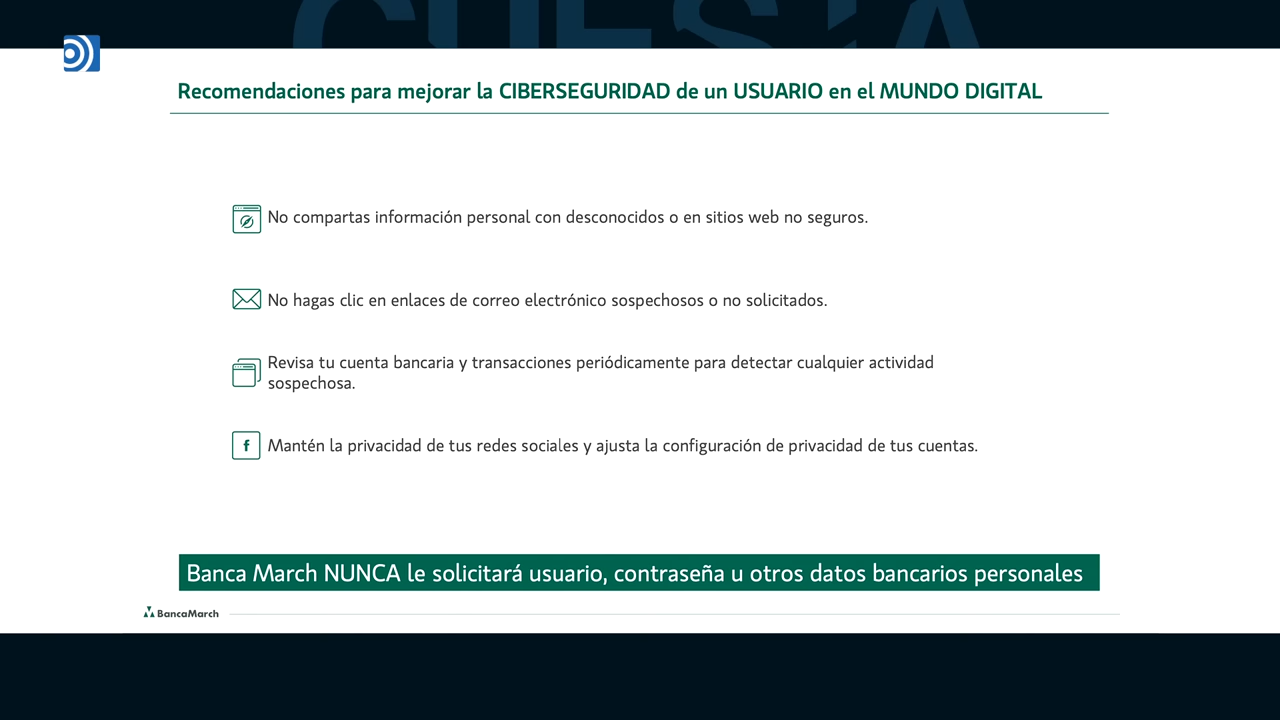 CUESTA
Recomendaciones para mejorar la CIBERSEGURIDAD de un USUARIO en el MUNDO DIGITAL
No compartas información personal con desconocidos o en sitios web no seguros.
No hagas clic en enlaces de correo electrónico sospechosos o no solicitados.
Revisa tu cuenta bancaria y transacciones periódicamente para detectar cualquier actividad
sospechosa.
f
Mantén la privacidad de tus redes sociales y ajusta la configuración de privacidad de tus cuentas.
Banca March NUNCA le solicitará usuario, contraseña u otros datos bancarios personales
BancaMarch